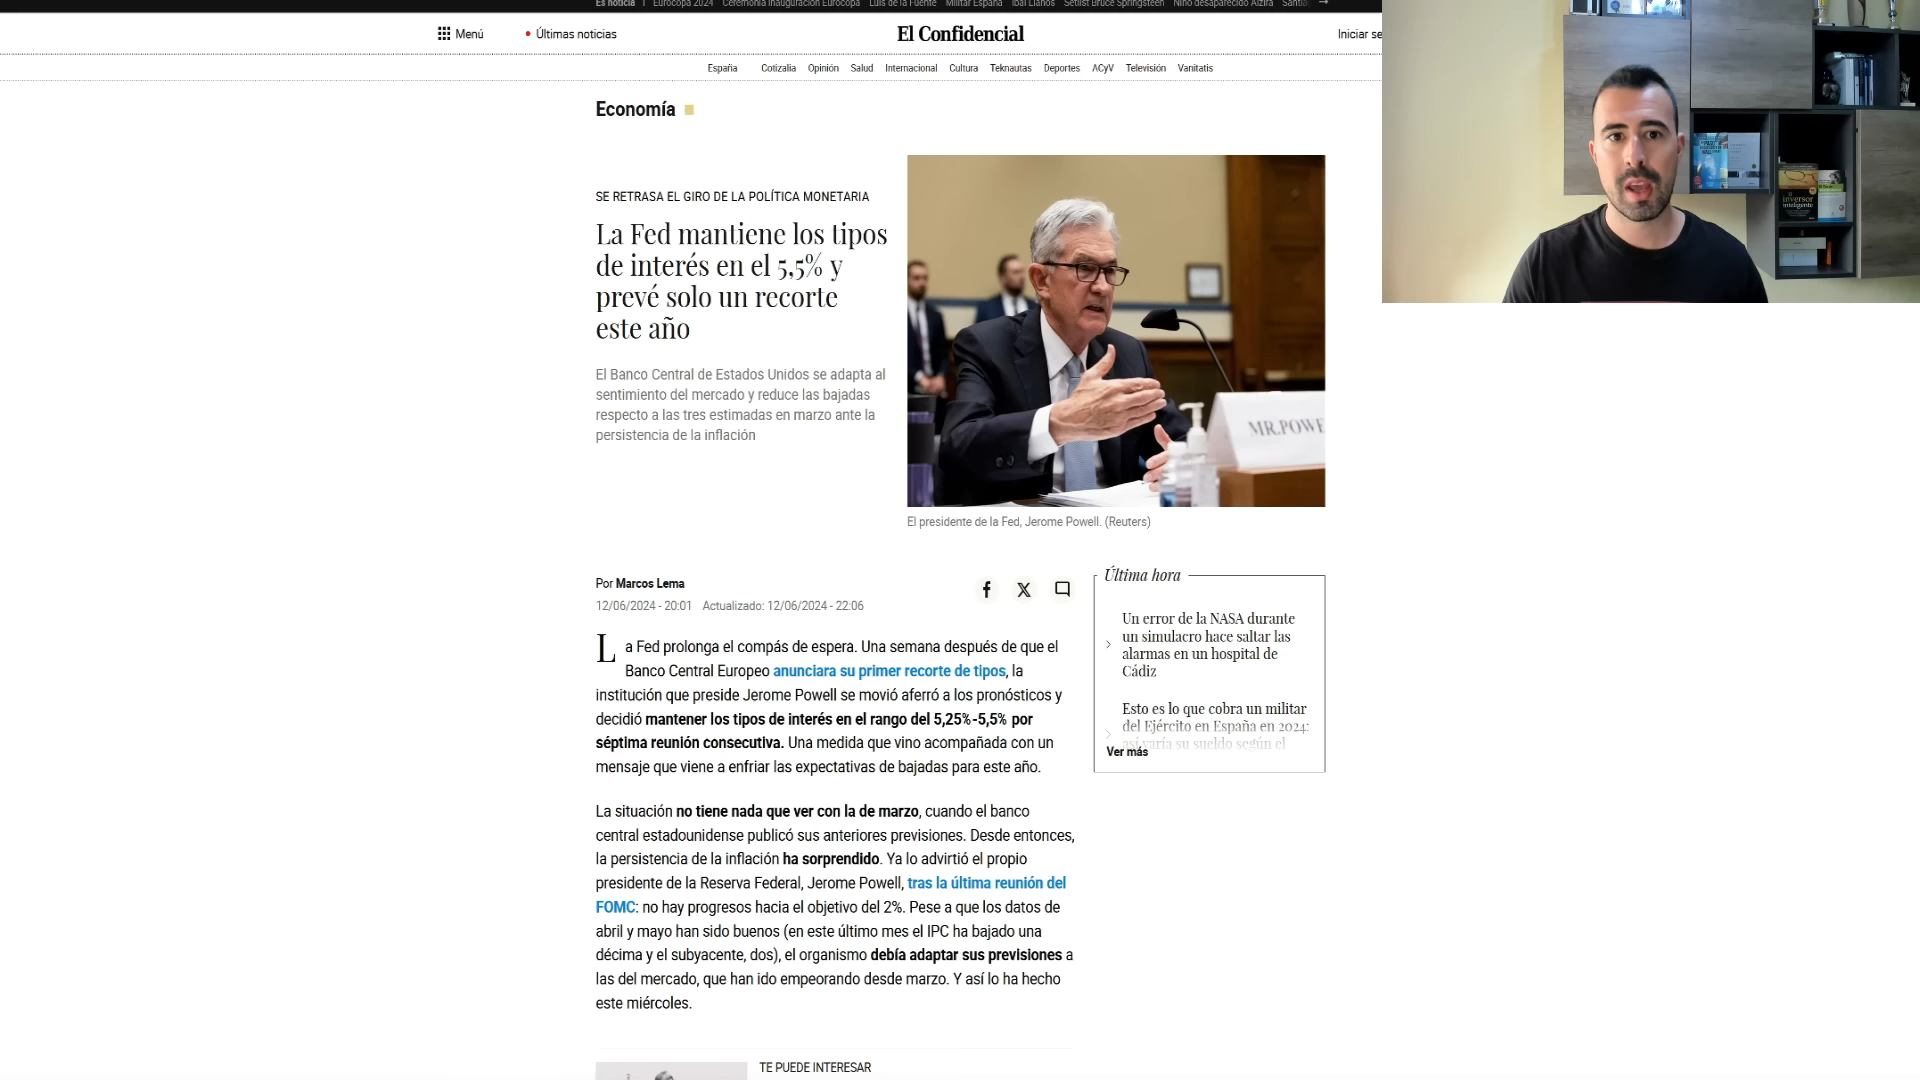 Es noticia Eurocopa 2024 Ceremonia inauguración Eurocopa Luis de la Fuente Militar España Ibai Llanos Setlist Bruce Springsteen Niño desaparecido Alzira →
Menú
Últimas noticias
El Confidencial
Iniciar se
España Cotizalia Opinión Salud Internacional Cultura Teknautas Deportes ACyV Televisión Vanitatis
Economía
SE RETRASA EL GIRO DE LA POLÍTICA MONETARIA
La Fed mantiene los tipos
de interés en el 5,5% y
prevé solo un recorte
este año
El Banco Central de Estados Unidos se adapta al
sentimiento del mercado y reduce las bajadas
respecto a las tres estimadas en marzo ante la
persistencia de la inflación
MR.POWE
El presidente de la Fed, Jerome Powell. (Reuters)
Por Marcos Lema
12/06/2024 - 20:01 Actualizado: 12/06/2024 - 22:06
La Fed prolonga el compás de espera. Una semana después de que el
Banco Central Europeo anunciara su primer recorte de tipos, la
institución que preside Jerome Powell se movió aferró a los pronósticos y
decidió mantener los tipos de interés en el rango del 5,25%-5,5% por
séptima reunión consecutiva. Una medida que vino acompañada con un
mensaje que viene a enfriar las expectativas de bajadas para este año.
La situación no tiene nada que ver con la de marzo, cuando el banco
central estadounidense publicó sus anteriores previsiones. Desde entonces,
la persistencia de la inflación ha sorprendido. Ya lo advirtió el propio
presidente de la Reserva Federal, Jerome Powell, tras la última reunión del
FOMC: no hay progresos hacia el objetivo del 2%. Pese a que los datos de
abril y mayo han sido buenos (en este último mes el IPC ha bajado una
décima y el subyacente, dos), el organismo debía adaptar sus previsiones a
las del mercado, que han ido empeorando desde marzo. Y así lo ha hecho
este miércoles.
Última hora
Un error de la NASA durante
un simulacro hace saltar las
alarmas en un hospital de
Cádiz
Esto es lo que cobra un militar
del Ejército en España en 2024:
así varía su sueldo según el
Ver más
TE PUEDE INTERESAR
inversor
inteligente